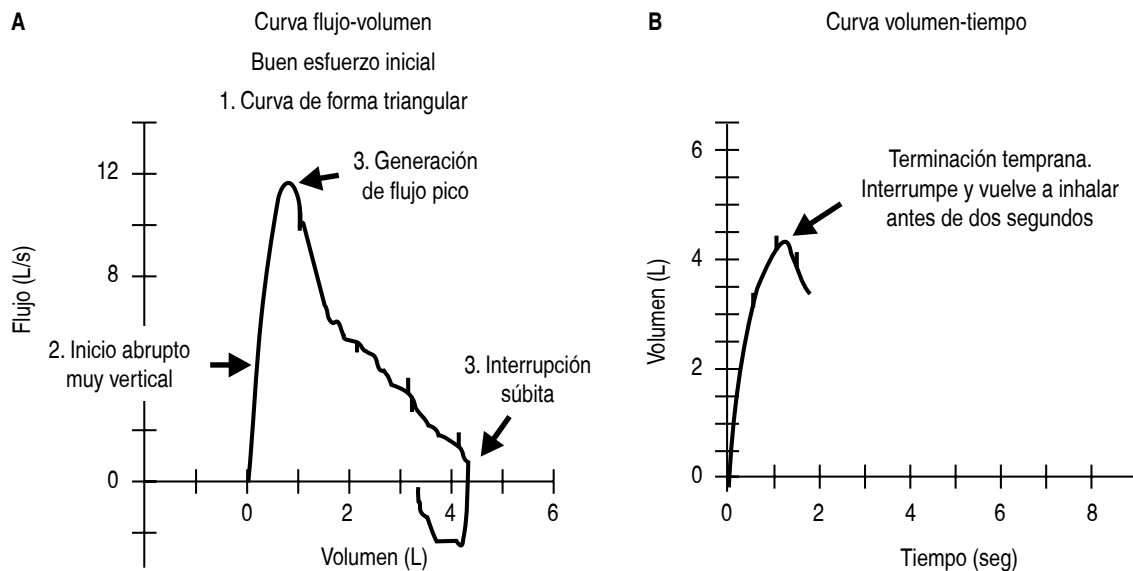 A
Curva flujo-volumen
Buen esfuerzo inicial
1. Curva de forma triangular
3. Generación
de flujo pico
12
8
Flujo (L/s)
2. Inicio abrupto
muy vertical
3. Interrupción
súbita
0
0
2
4
6
Volumen (L)
B
Curva volumen-tiempo
6
Terminación temprana.
Interrumpe y vuelve a inhalar
antes de dos segundos
4
Volumen (L)
2
0
0
2
4
6
8
Tiempo (seg)